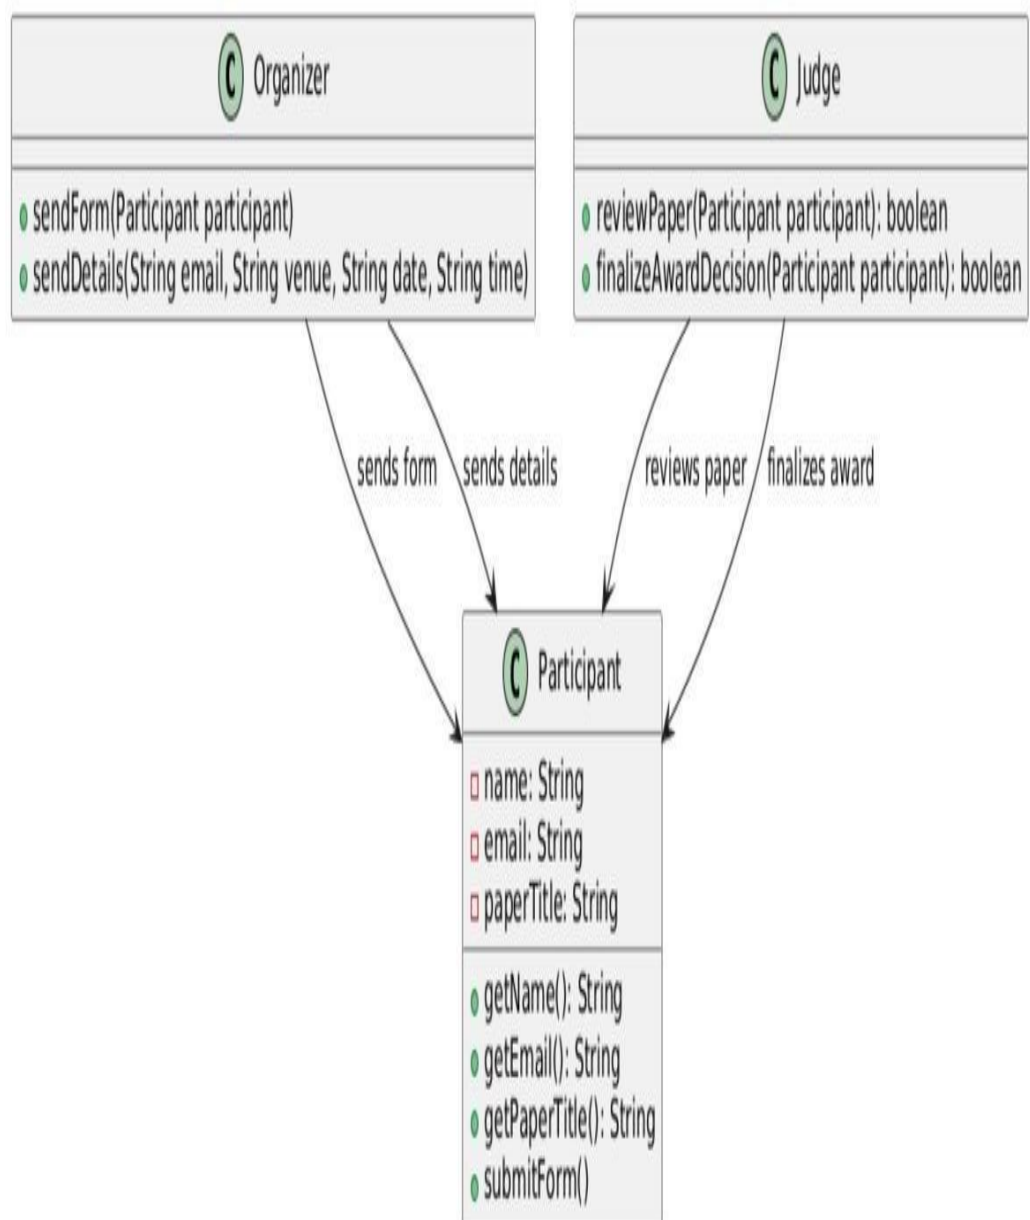 C Organizer
sendForm(Participant participant)
sendDetails(String email, String venue, String date, String time)
C Judge
reviewPaper(Participant participant): boolean
finalizeAwardDecision(Participant participant): boolean
sends form
sends details
reviews paper
finalizes award
C Participant
name: String
email: String
paperTitle: String
getName(): String
getEmail(): String
getPaperTitle(): String
submitForm()